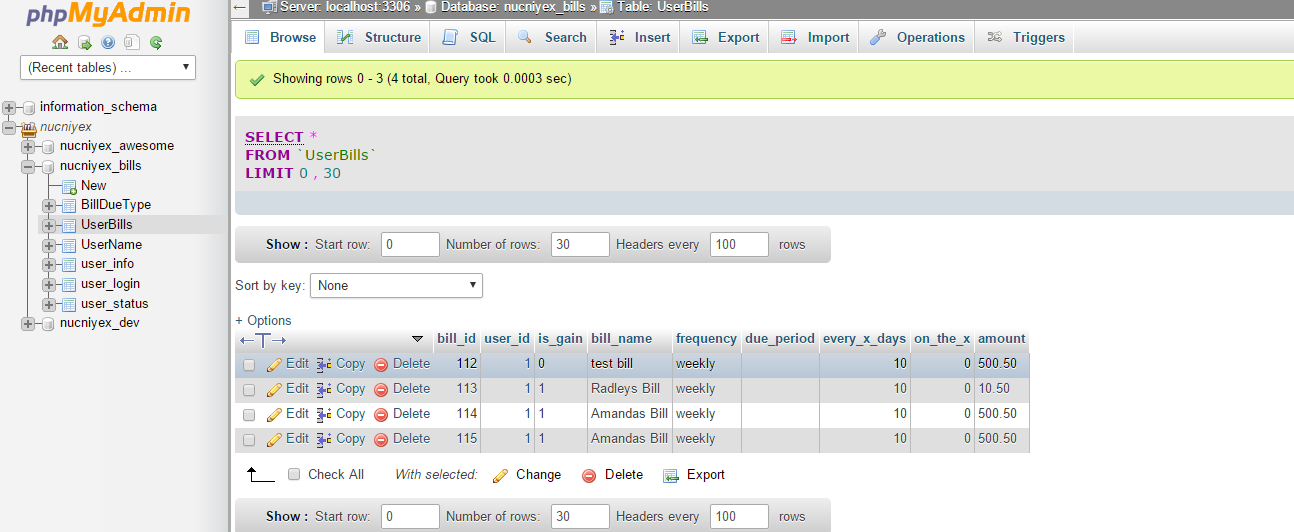 phpMyAdmin
(Recent tables) ...
information_schema
nucniyex
nucniyex_awesome
nucniyex_bills
New
BillDueType
UserBills
UserName
user_info
user_login
user_status
nucniyex_dev
Server: localhost:3306 » Database: nucniyex_bills » Table: UserBills
Browse Structure SQL Search Insert Export Import Operations Triggers
Showing rows 0 - 3 (4 total, Query took 0.0003 sec)
SELECT *
FROM `UserBills`
LIMIT 0 , 30
Show : Start row: 0 Number of rows: 30 Headers every 100 rows
Sort by key: None
+ Options
←T→ bill_id user_id is_gain bill_name frequency due_period every_x_days on_the_x amount
Edit Copy Delete 112 1 0 test bill weekly 10 0 500.50
Edit Copy Delete 113 1 1 Radleys Bill weekly 10 0 10.50
Edit Copy Delete 114 1 1 Amandas Bill weekly 10 0 500.50
Edit Copy Delete 115 1 1 Amandas Bill weekly 10 0 500.50
Check All With selected: Change Delete Export
Show : Start row: 0 Number of rows: 30 Headers every 100 rows